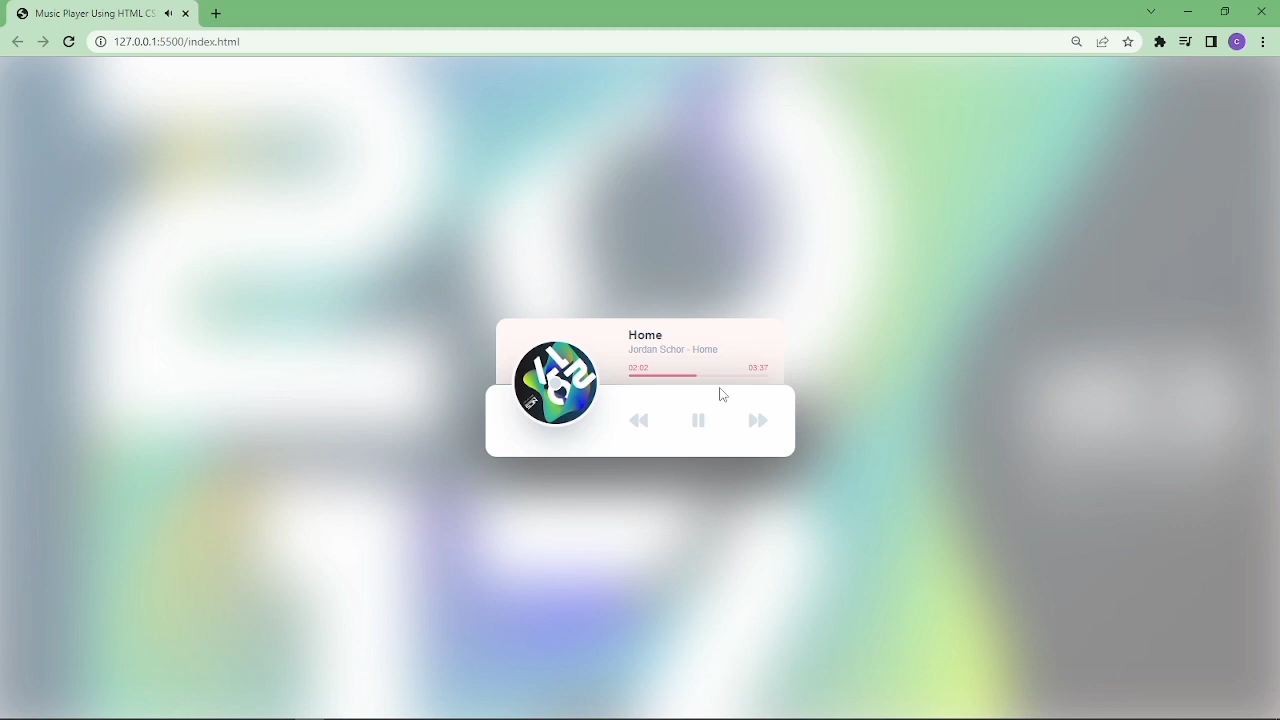 Music Player Using HTML CS
127.0.0.1:5500/index.html
C
Home
Jordan Schor - Home
02:02 03:37